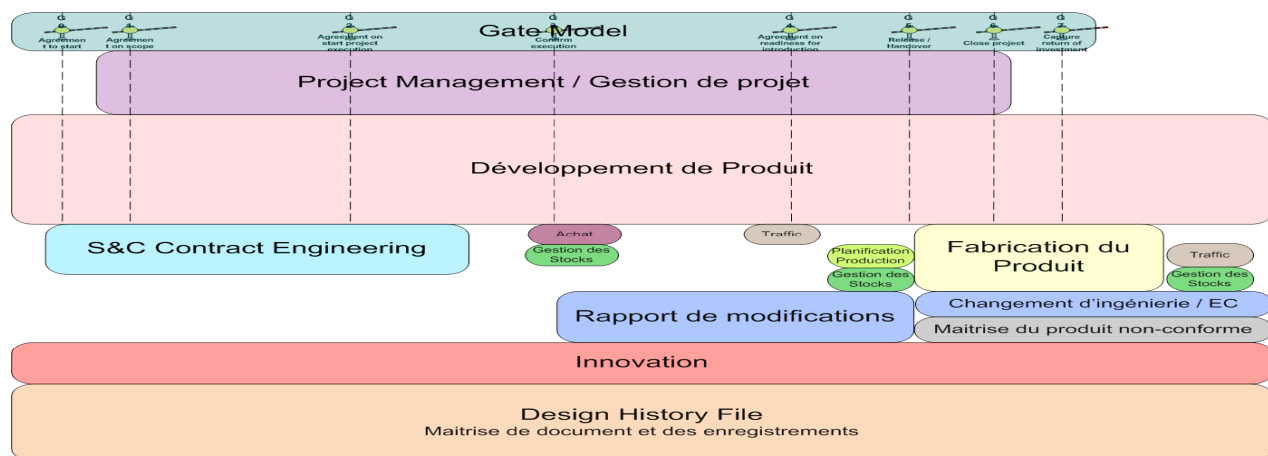 G
0
Agreemen
t to start
G
1
Agreemen
t on scope
G
2
Agreement on
start project
execution
G
3
Confirm
execution
Gate Model
G
4
Agreement on
readiness for
introduction
G
5
Release /
Handover
G
6
Close project
G
7
Capture
return of
investment
Project Management / Gestion de projet
Développement de Produit
S&C Contract Engineering
Achat
Gestion des
Stocks
Traffic
Planification
Production
Gestion des
Stocks
Fabrication du
Produit
Traffic
Gestion des
Stocks
Rapport de modifications
Changement d'ingénierie / EC
Maitrise du produit non-conforme
Innovation
Design History File
Maitrise de document et des enregistrements